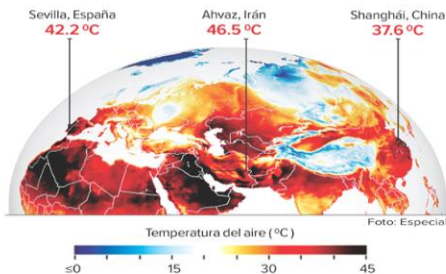 Sevilla, España
42.2 ºC
Ahvaz, Irán
46.5 ºC
Shanghái, China
37.6 ºC
Foto: Especial
Temperatura del aire (ºC)
≤0 15 30 45